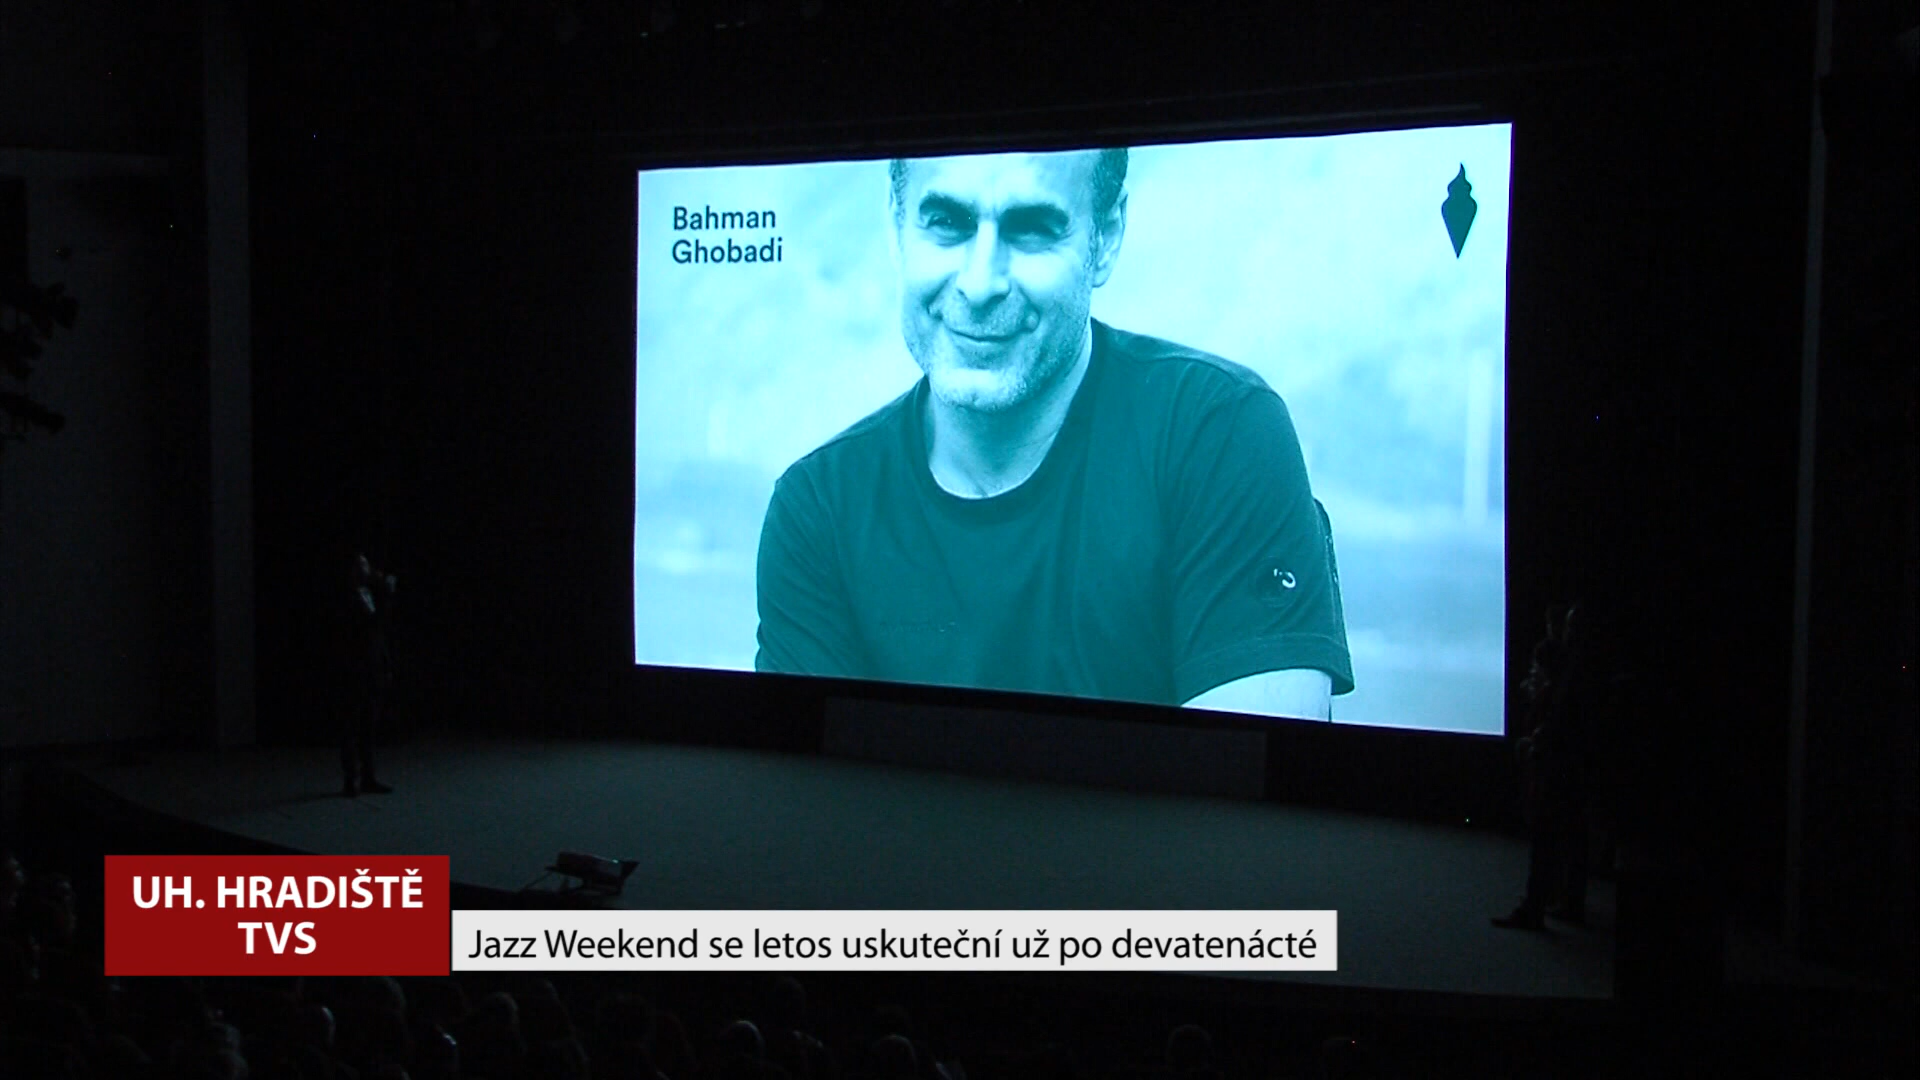 Bahman
Ghobadi
UH. HRADIŠTĚ
TVS
Jazz Weekend se letos uskuteční už po devatenácté